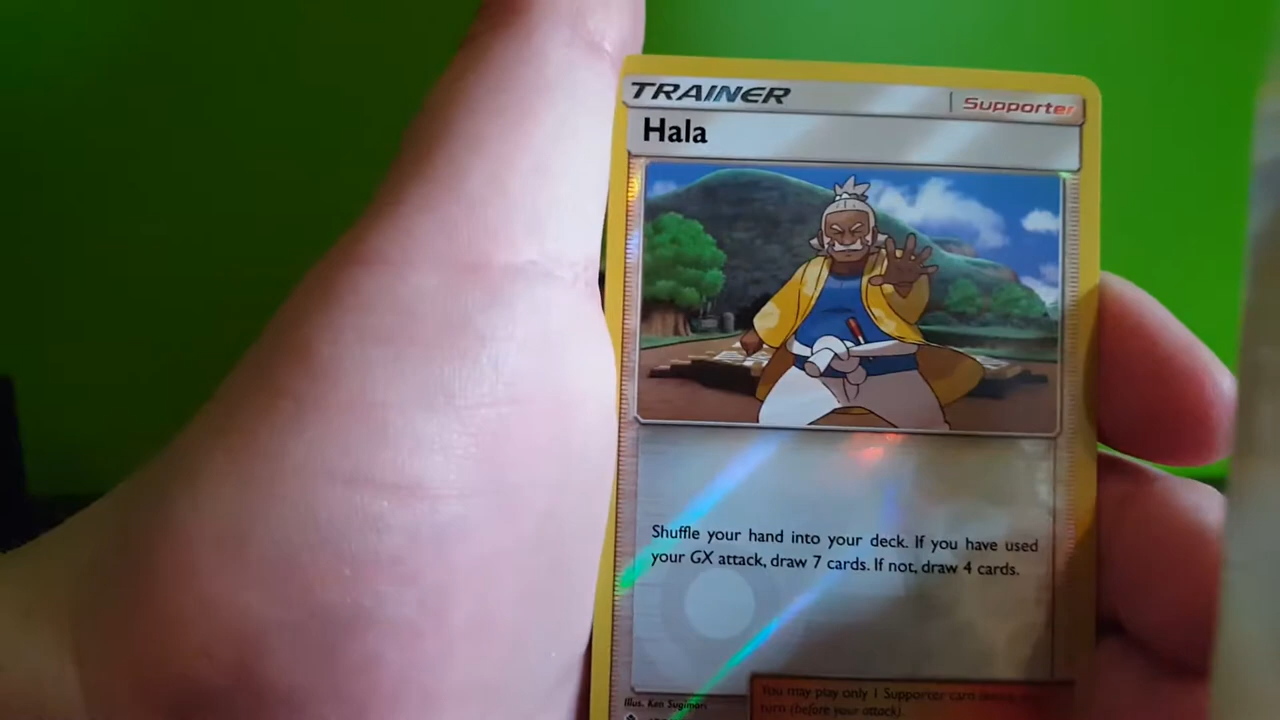 TRAINER
Supporter
Hala
Shuffle your hand into your deck. If you have used
your GX attack, draw 7 cards. If not, draw 4 cards.
You may play only 1 Supporter card
turn (before your attack).
Illus. Ken Sugimori